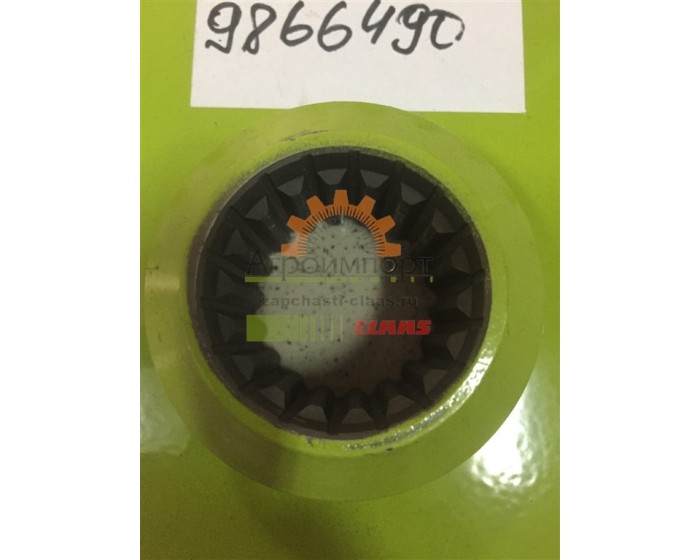 9866490
Агроимпорт
zapchasti-claas.ru
CLAAS